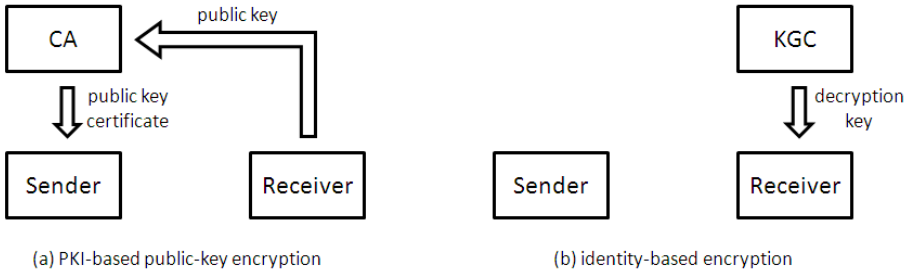 public key
CA
KGC
public key
certificate
decryption
key
Sender
Receiver
Sender
Receiver
(a) PKI-based public-key encryption
(b) identity-based encryption